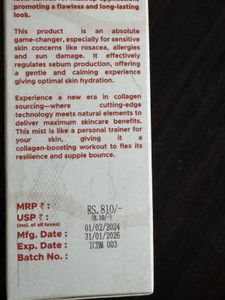 promoting a flawless and long-lasting
look.
This product is an absolute
game-changer, especially for sensitive
skin concerns like rosacea, allergies
and sun damage. It effectively
regulates sebum production, offering
a gentle and calming experience
giving optimal skin hydration.
Experience a new era in collagen
sourcing—where cutting-edge
technology meets natural elements to
deliver maximum skincare benefits.
This mist is like a personal trainer for
your skin, giving it a
collagen-boosting workout to flex its
resilience and supple bounce.
MRP ₹ : RS. 810/-
USP ₹ : (8.10/-)
(Incl. of all taxes) 01/02/2024
Mfg. Date : 31/01/2026
Exp. Date : 1CRM 003
Batch No. :